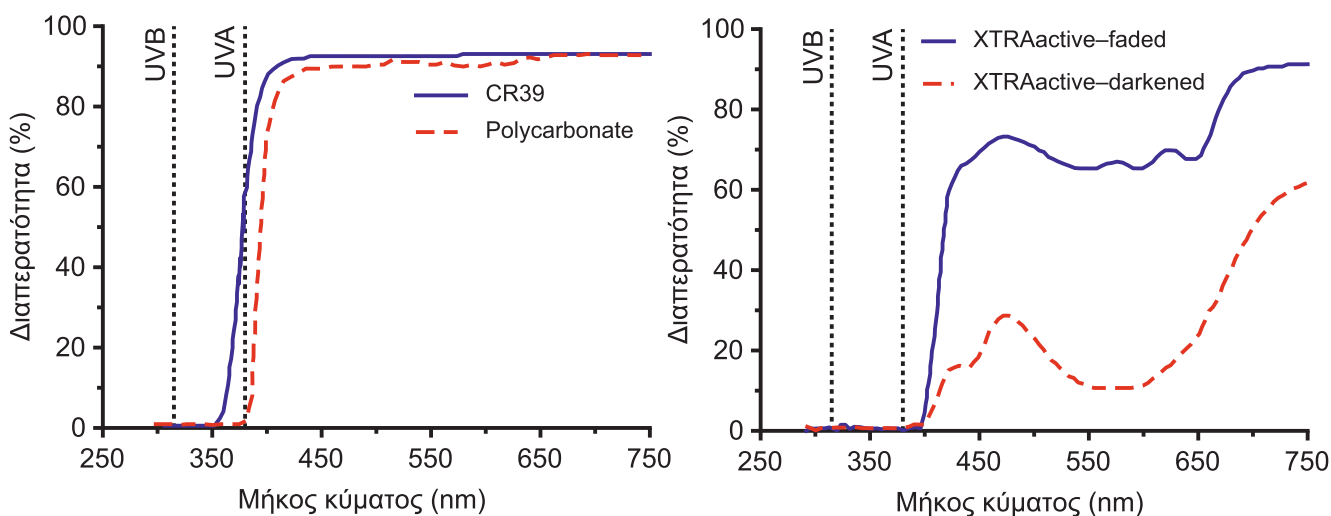 Διαπερατότητα (%)
100
80
60
40
20
0
UVB
UVA
CR39
Polycarbonate
250
350
450
550
650
750
Μήκος κύματος (nm)
Διαπερατότητα (%)
100
80
60
40
20
0
UVB
UVA
XTRAactive–faded
XTRAactive–darkened
250
350
450
550
650
750
Μήκος κύματος (nm)